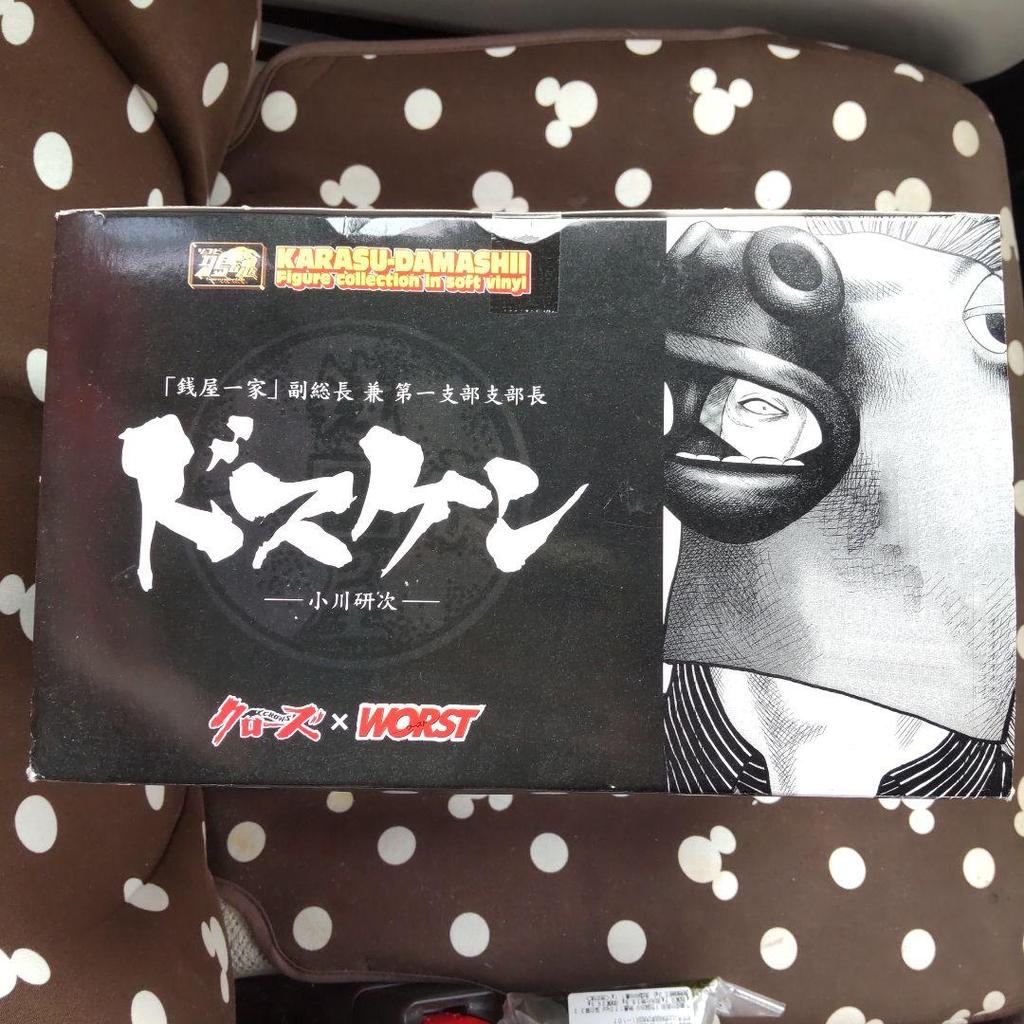 KARASU-DAMASHII
Figure collection in soft vinyl
「銭屋一家」副総長 兼 第一支部支部長
ドスケン
小川研次
クローズ CROWS × WORST